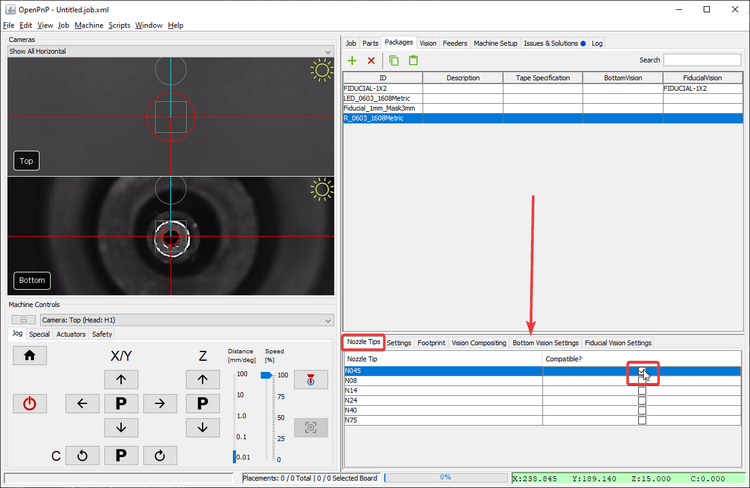 OpenPnP - Untitled.job.xml
File Edit View Job Machine Scripts Window Help
Cameras
Show All Horizontal
Top
Bottom
Machine Controls
Camera: Top (Head: H1)
Jog Special Actuators Safety
X/Y Z Distance [mm/deg] Speed [%]
100
10
1.0
0.1
0.01
100
75
50
25
0
P P
C P
Job Parts Packages Vision Feeders Machine Setup Issues & Solutions Log
Search
ID Description Tape Specification BottomVision FiducialVision
FIDUCIAL-1X2 FIDUCIAL-1X2
LED_0603_1608Metric
Fiducial_1mm_Mask3mm
R_0603_1608Metric
Nozzle Tips Settings Footprint Vision Compositing Bottom Vision Settings Fiducial Vision Settings
Nozzle Tip Compatible?
N045
N08
N14
N24
N40
N75
Placements: 0 / 0 Total | 0 / 0 Selected Board 0% X:238.845 Y:189.140 Z:15.000 C:0.000